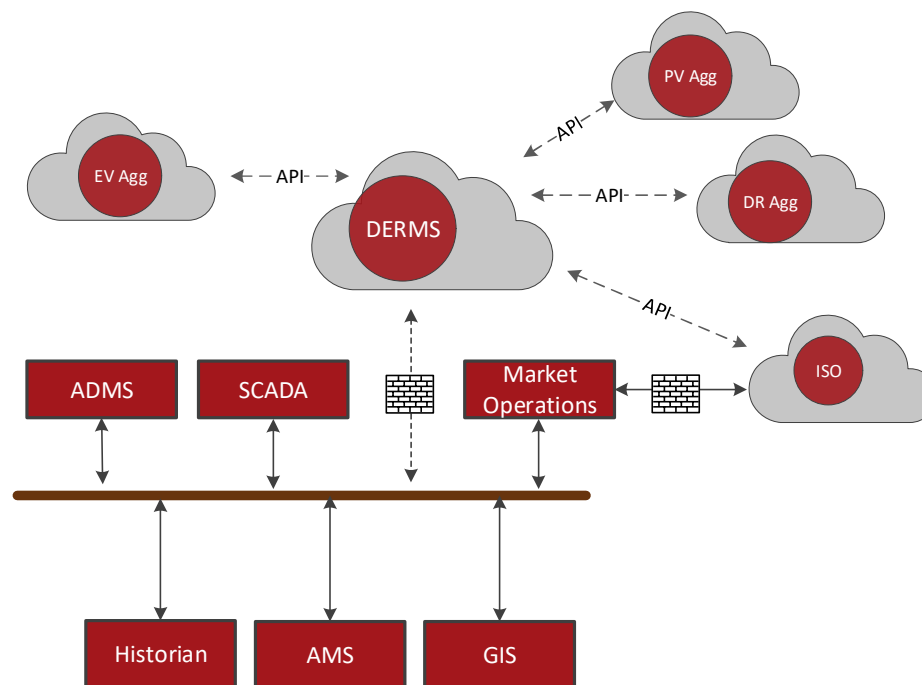 PV Agg
API
EV Agg
API
API
DR Agg
DERMS
API
ADMS
SCADA
Market
Operations
ISO
Historian
AMS
GIS